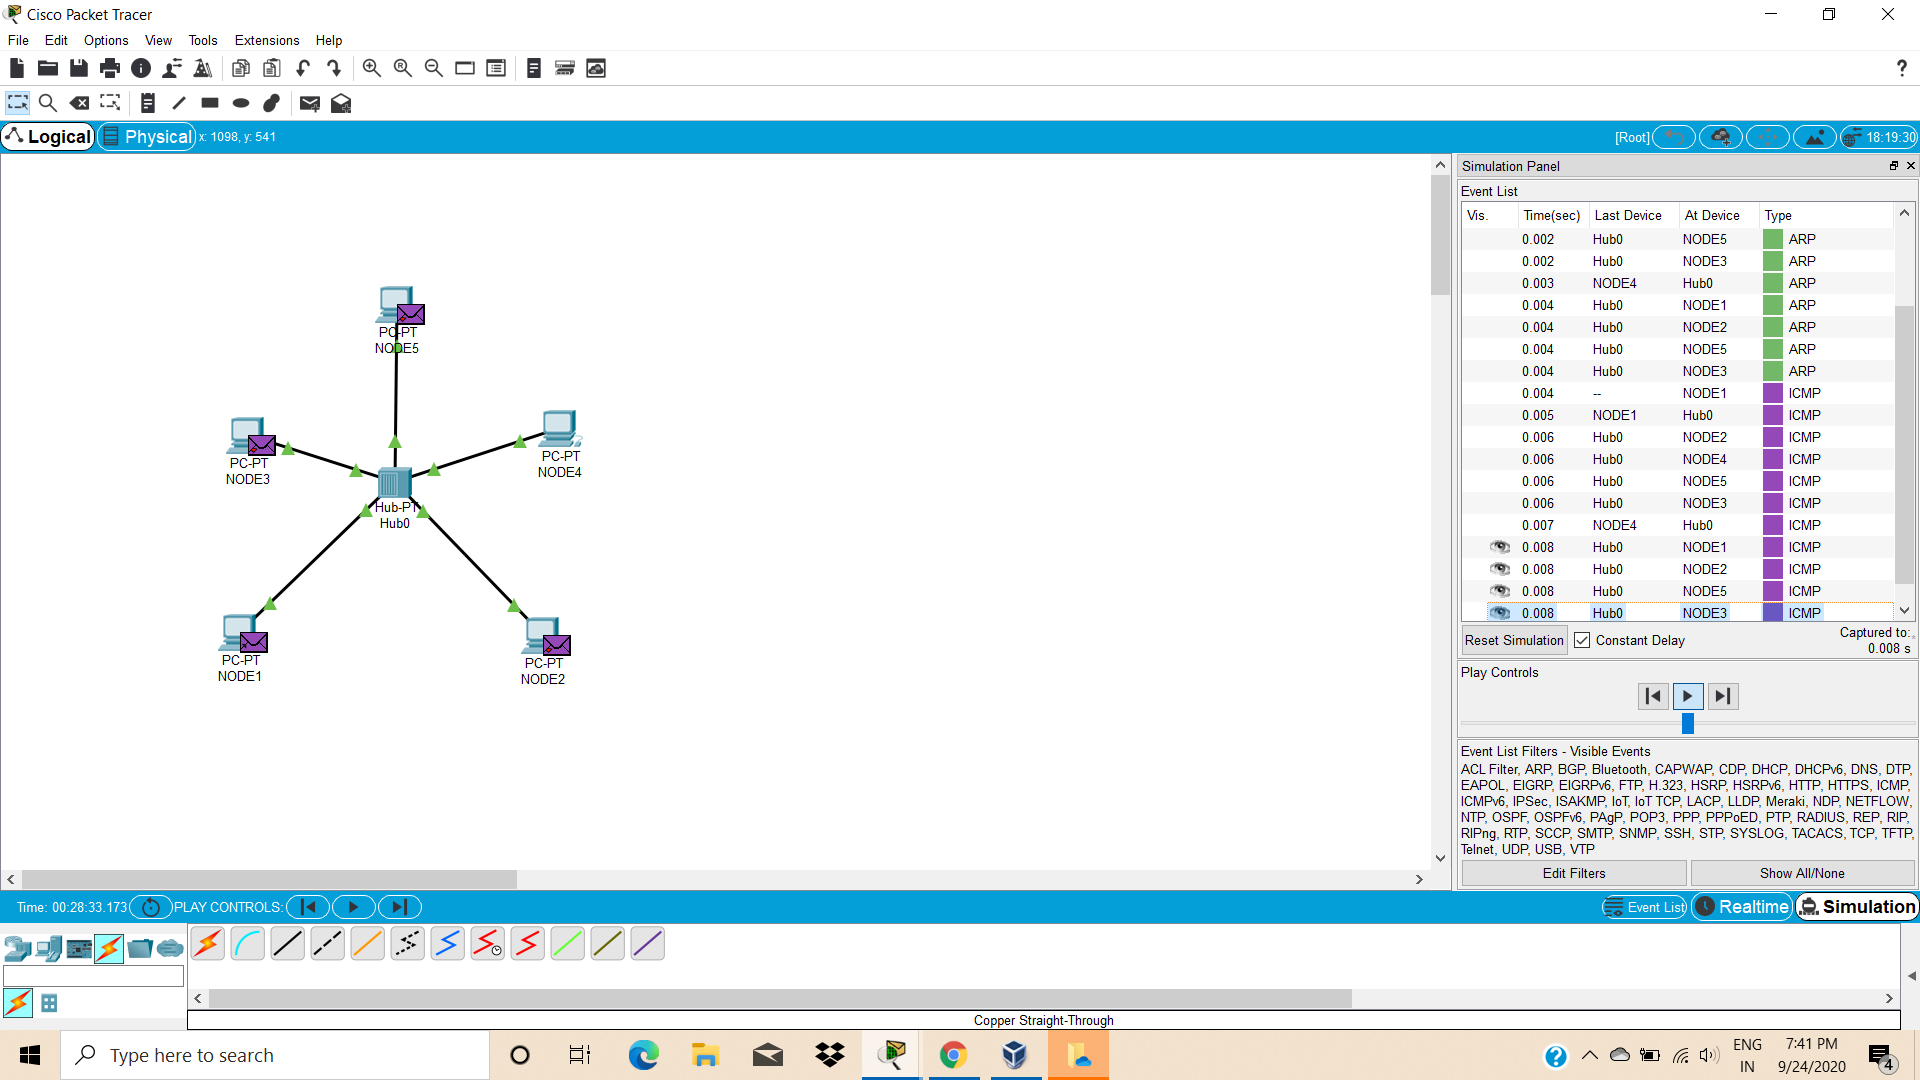 Cisco Packet Tracer
File Edit Options View Tools Extensions Help
?
Logical Physical x: 1098, y: 541 [Root] 18:19:30
PC-PT
NODE5
PC-PT
NODE3
PC-PT
NODE4
Hub-PT
Hub0
PC-PT
NODE1
PC-PT
NODE2
Simulation Panel
Event List
Vis. Time(sec) Last Device At Device Type
0.002 Hub0 NODE5 ARP
0.002 Hub0 NODE3 ARP
0.003 NODE4 Hub0 ARP
0.004 Hub0 NODE1 ARP
0.004 Hub0 NODE2 ARP
0.004 Hub0 NODE5 ARP
0.004 Hub0 NODE3 ARP
0.004 -- NODE1 ICMP
0.005 NODE1 Hub0 ICMP
0.006 Hub0 NODE2 ICMP
0.006 Hub0 NODE4 ICMP
0.006 Hub0 NODE5 ICMP
0.006 Hub0 NODE3 ICMP
0.007 NODE4 Hub0 ICMP
0.008 Hub0 NODE1 ICMP
0.008 Hub0 NODE2 ICMP
0.008 Hub0 NODE5 ICMP
0.008 Hub0 NODE3 ICMP
Reset Simulation Constant Delay Captured to:
0.008 s
Play Controls
Event List Filters - Visible Events
ACL Filter, ARP, BGP, Bluetooth, CAPWAP, CDP, DHCP, DHCPv6, DNS, DTP,
EAPOL, EIGRP, EIGRPv6, FTP, H.323, HSRP, HSRPv6, HTTP, HTTPS, ICMP,
ICMPv6, IPSec, ISAKMP, IoT, IoT TCP, LACP, LLDP, Meraki, NDP, NETFLOW,
NTP, OSPF, OSPFv6, PAgP, POP3, PPP, PPPoED, PTP, RADIUS, REP, RIP,
RIPng, RTP, SCCP, SMTP, SNMP, SSH, STP, SYSLOG, TACACS, TCP, TFTP,
Telnet, UDP, USB, VTP
Edit Filters Show All/None
Time: 00:28:33.173 PLAY CONTROLS: Event List Realtime Simulation
Copper Straight-Through
Type here to search
ENG
IN
7:41 PM
9/24/2020
4